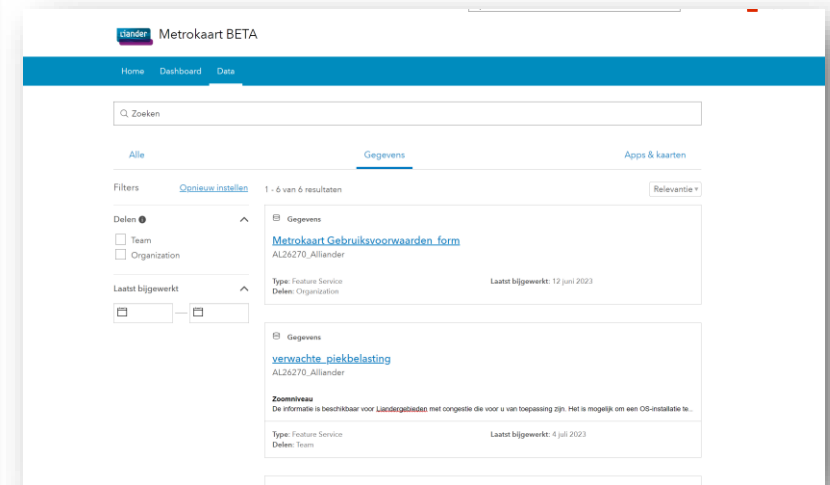 Liander Metrokaart BETA
Home Dashboard Data
Zoeken
Alle Gegevens Apps & kaarten
Filters Opnieuw instellen 1 - 6 van 6 resultaten Relevantie
Delen
Team
Organization
Laatst bijgewerkt
Gegevens
Metrokaart Gebruiksvoorwaarden_form
AL26270_Alliander
Type: Feature Service Laatst bijgewerkt: 12 juni 2023
Delen: Organization
Gegevens
verwachte_piekbelasting
AL26270_Alliander
Zoomniveau
De informatie is beschikbaar voor Liandergebieden met congestie die voor u van toepassing zijn. Het is mogelijk om een OS-installatie te...
Type: Feature Service Laatst bijgewerkt: 4 juli 2023
Delen: Team